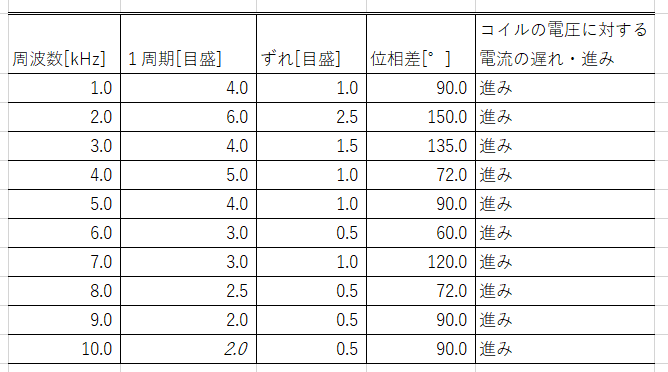 コイルの電圧に対する
周波数[kHz] １周期[目盛] ずれ[目盛] 位相差[°] 電流の遅れ・進み
1.0 4.0 1.0 90.0 進み
2.0 6.0 2.5 150.0 進み
3.0 4.0 1.5 135.0 進み
4.0 5.0 1.0 72.0 進み
5.0 4.0 1.0 90.0 進み
6.0 3.0 0.5 60.0 進み
7.0 3.0 1.0 120.0 進み
8.0 2.5 0.5 72.0 進み
9.0 2.0 0.5 90.0 進み
10.0 2.0 0.5 90.0 進み